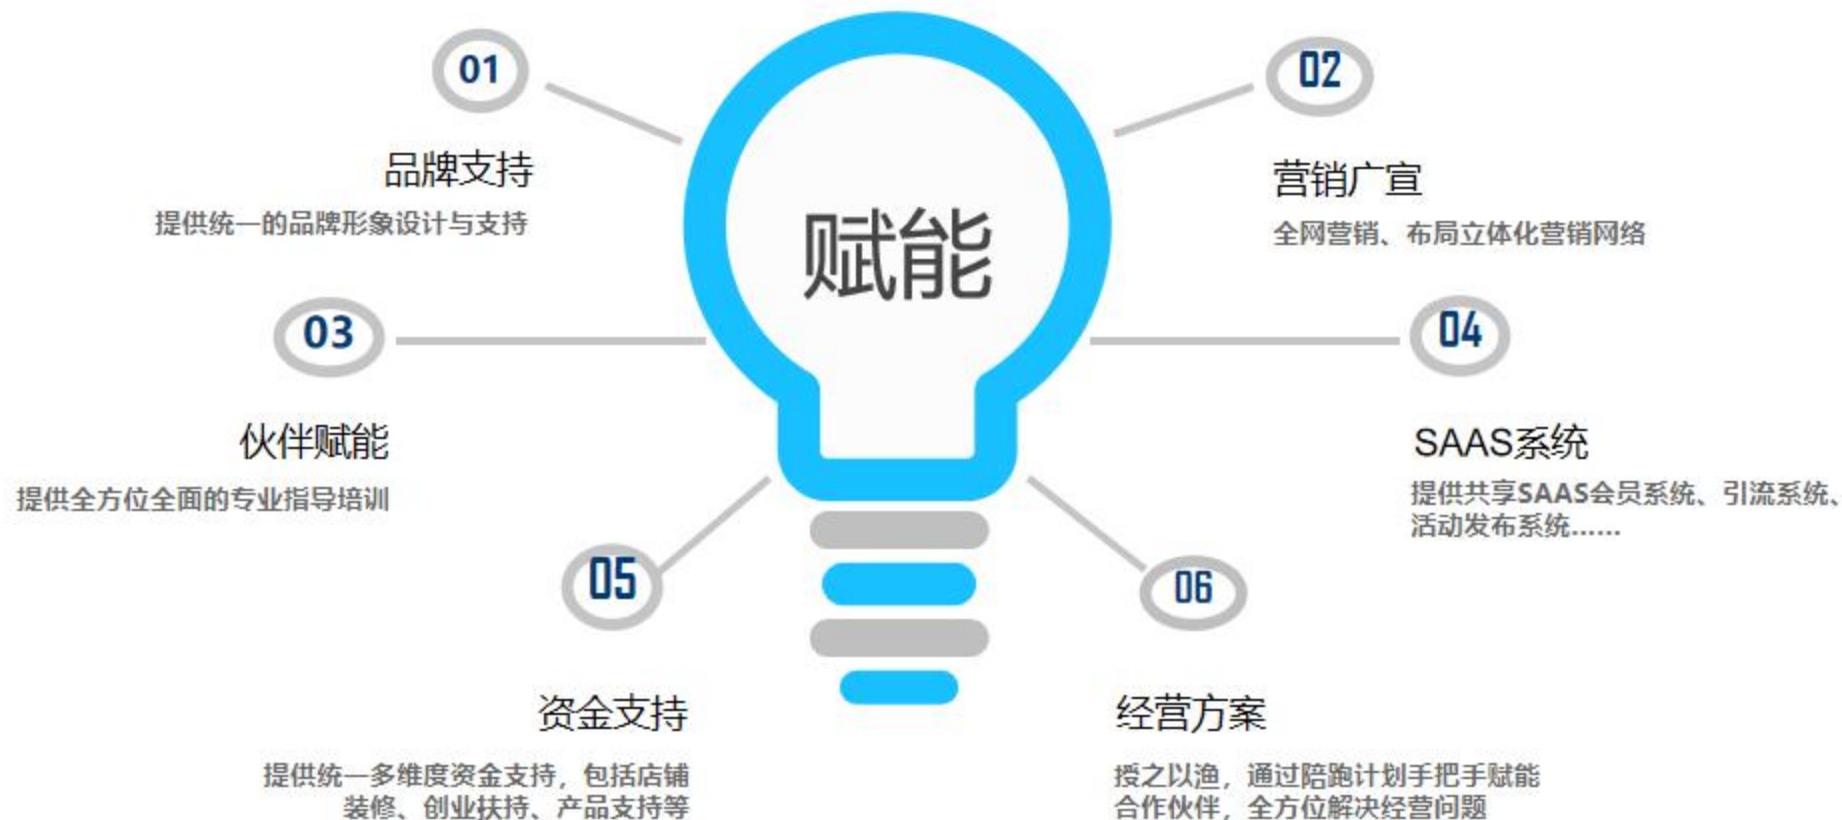 01
品牌支持
提供统一的品牌形象设计与支持
02
营销广宣
全网营销、布局立体化营销网络
赋能
03
伙伴赋能
提供全方位全面的专业指导培训
04
SAAS系统
提供共享SAAS会员系统、引流系统、
活动发布系统......
05
资金支持
提供统一多维度资金支持，包括店铺
装修、创业扶持、产品支持等
06
经营方案
授之以渔，通过陪跑计划手把手赋能
合作伙伴，全方位解决经营问题